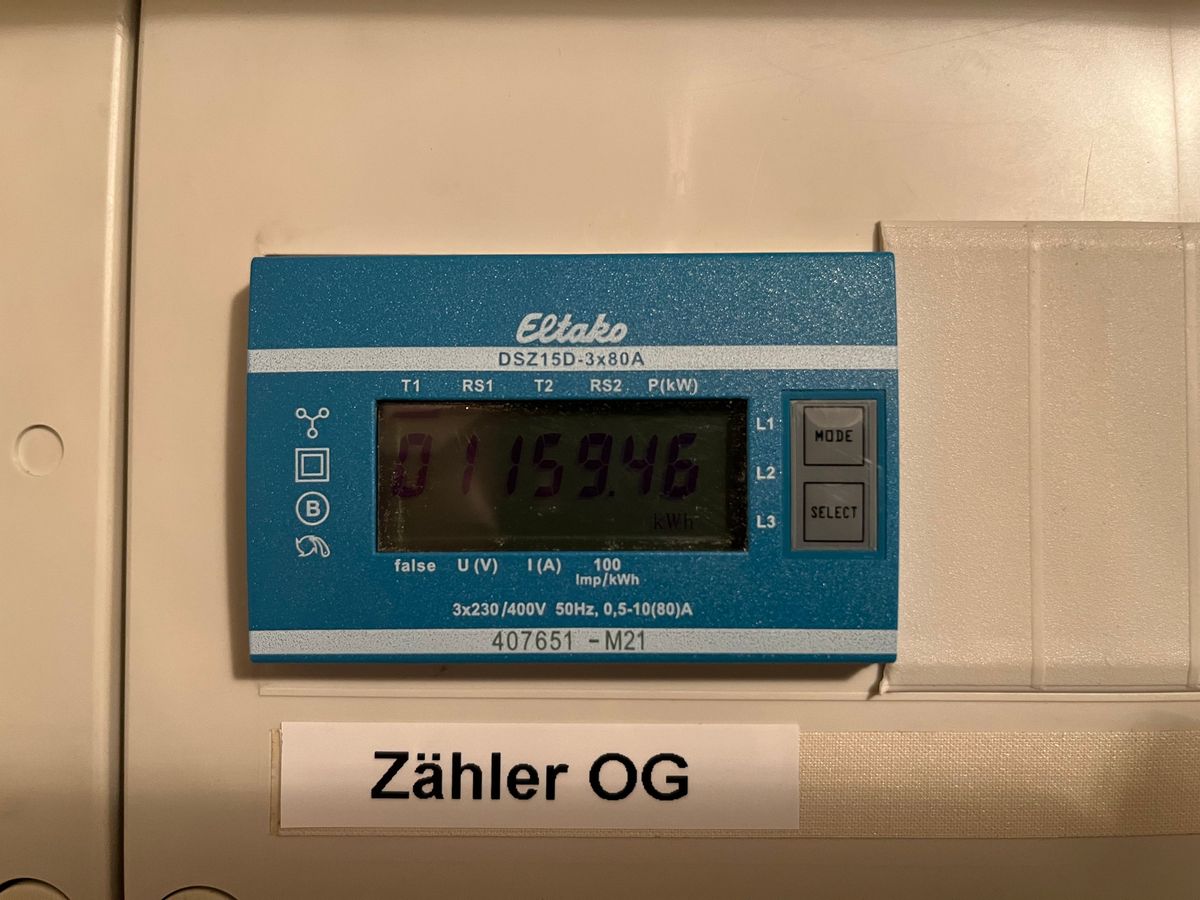 Eltako
DSZ15D-3x80A
T1 RS1 T2 RS2 P(kW)
L1
MODE
01159.46
L2
B
SELECT
kWh
L3
false U (V) I (A) 100
Imp/kWh
3x230/400V 50Hz, 0,5-10(80)A
407651 - M21
Zähler OG